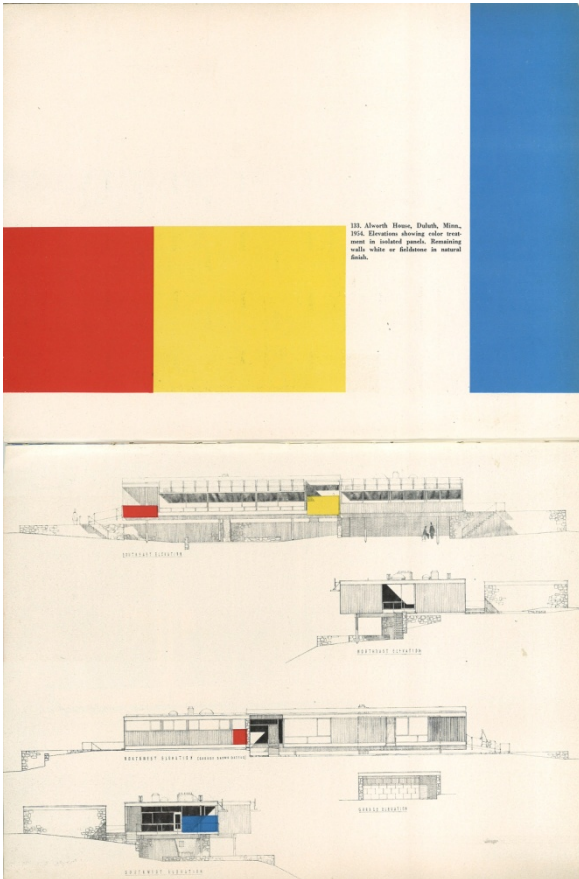 133. Alworth House, Duluth, Minn.,
1954. Elevations showing color treat-
ment in isolated panels. Remaining
walls white or fieldstone in natural
finish.
SOUTHEAST ELEVATION
NORTHEAST ELEVATION
NORTHWEST ELEVATION
GARAGE ELEVATION
SOUTHWEST ELEVATION